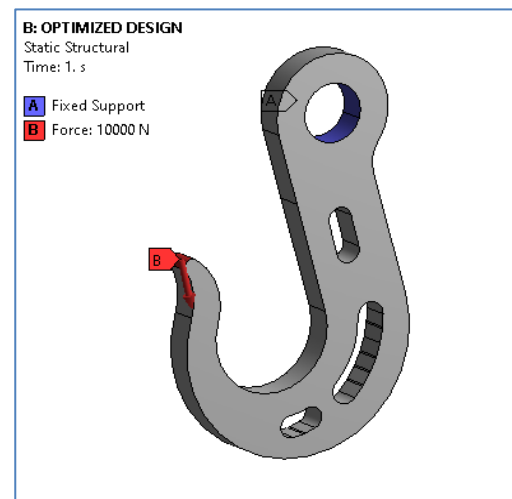 B: OPTIMIZED DESIGN
Static Structural
Time: 1. s
A Fixed Support
B Force: 10000 N
A
B